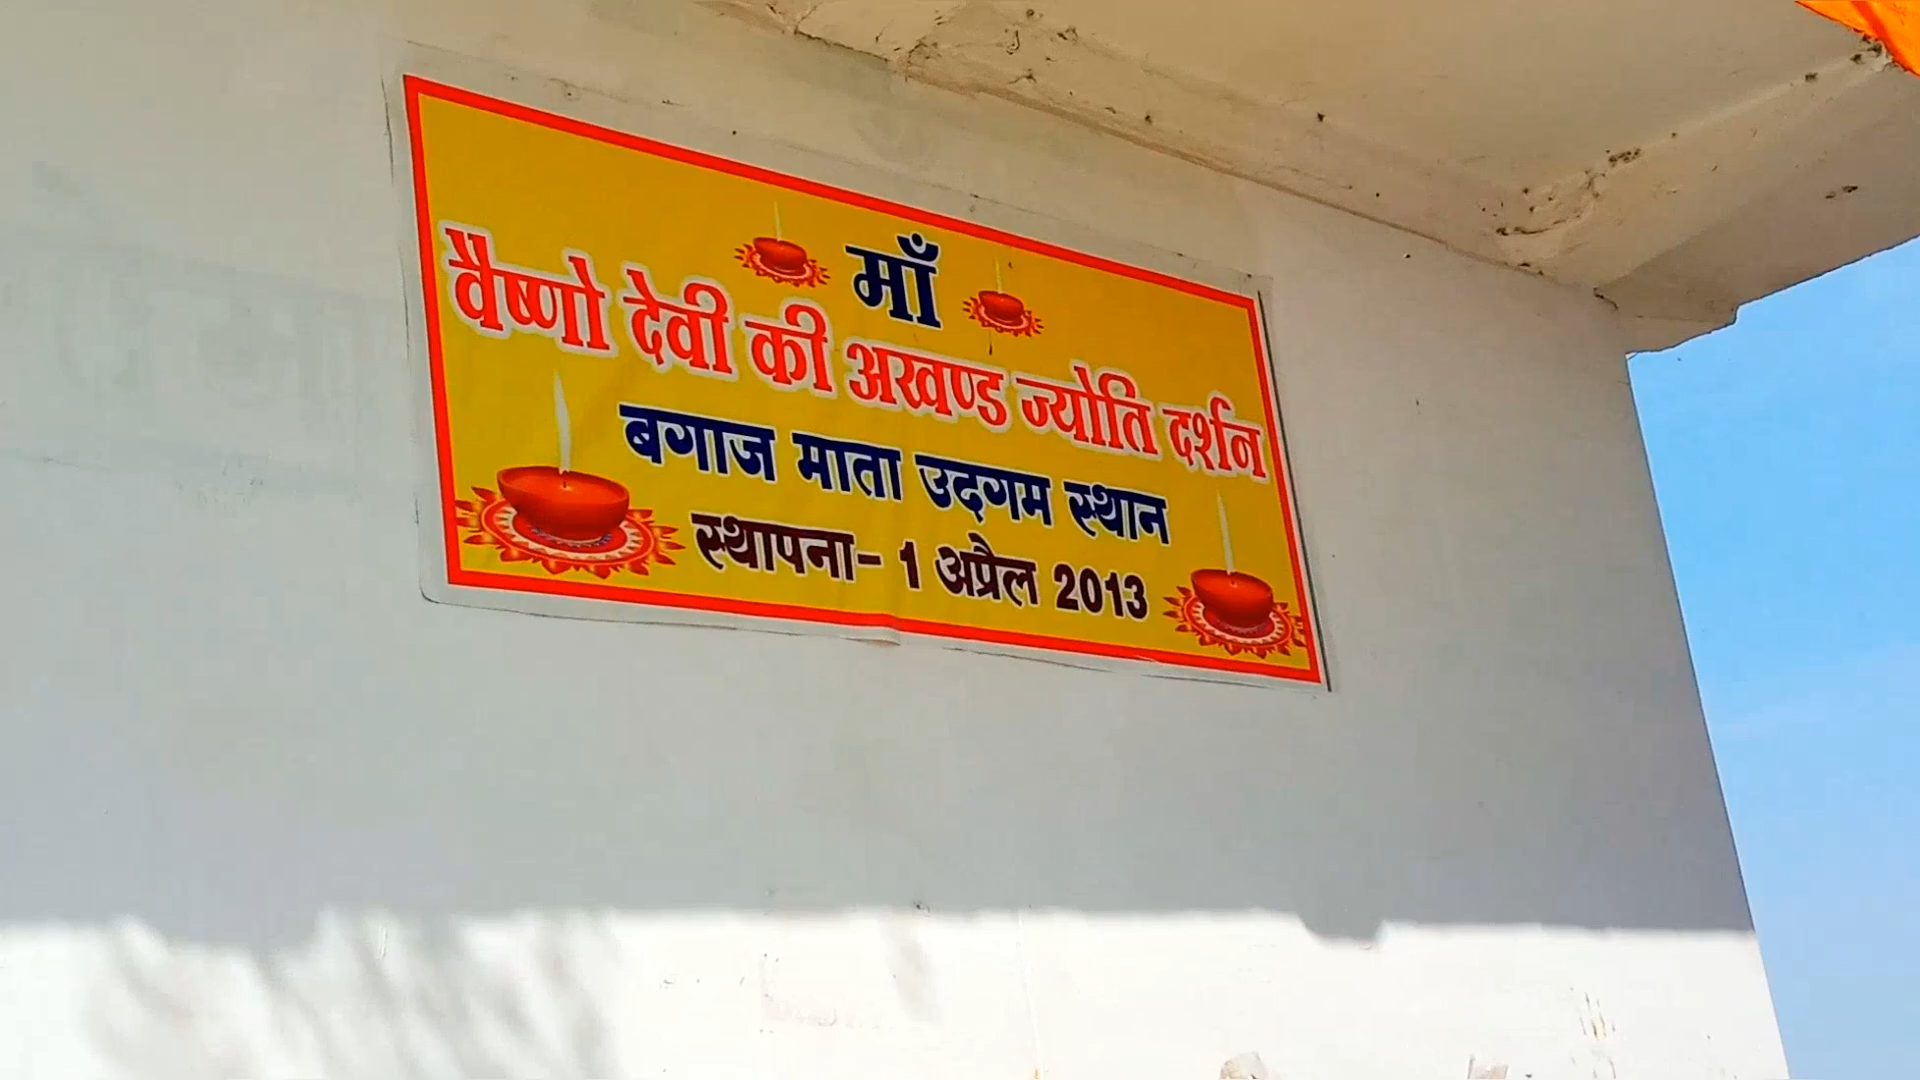 माँ
वैष्णो देवी की अखण्ड ज्योति दर्शन
बगाज माता उदगम स्थान
स्थापना- 1 अप्रैल 2013